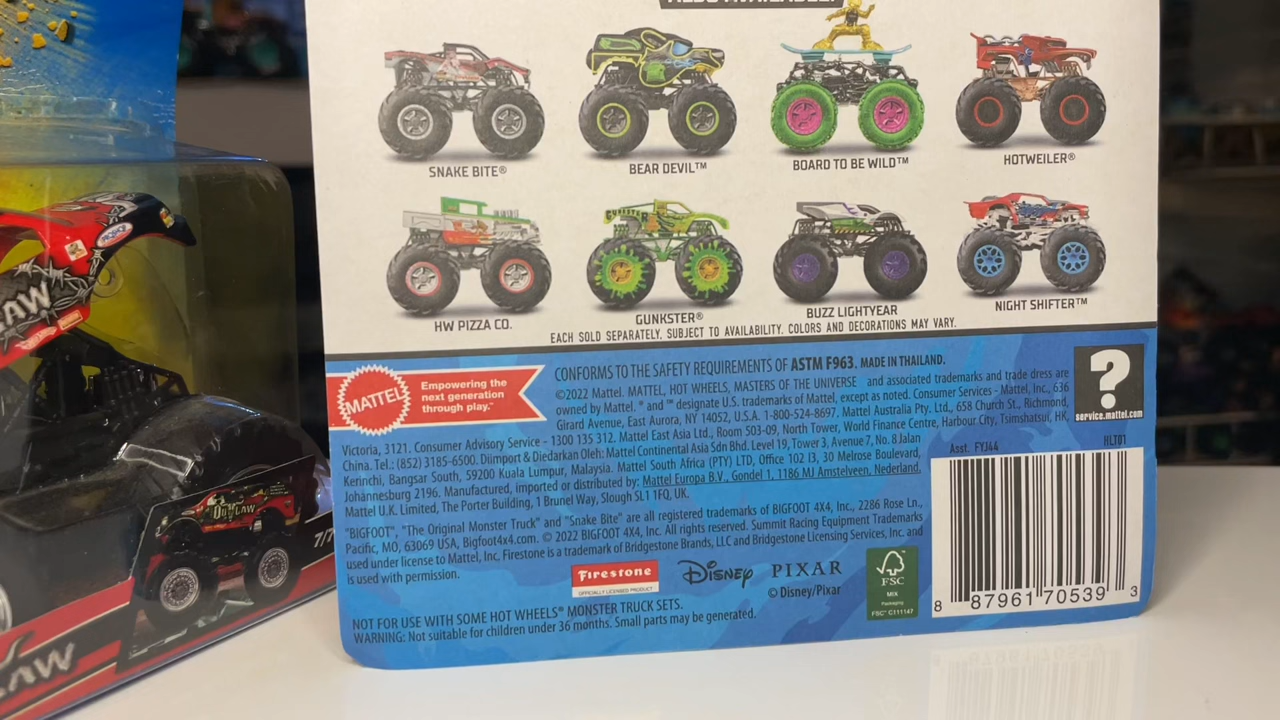 ALSO AVAILABLE!
SNAKE BITE®
BEAR DEVIL™
BOARD TO BE WILD™
HOTWEILER®
GUNKSTER
HW PIZZA CO.
GUNKSTER®
BUZZ LIGHTYEAR
NIGHT SHIFTER™
EACH SOLD SEPARATELY. SUBJECT TO AVAILABILITY. COLORS AND DECORATIONS MAY VARY.
MATTEL
Empowering the
next generation
through play.™
CONFORMS TO THE SAFETY REQUIREMENTS OF ASTM F963. MADE IN THAILAND.
©2022 Mattel. MATTEL, HOT WHEELS, MASTERS OF THE UNIVERSE and associated trademarks and trade dress are
owned by Mattel. ® and ™ designate U.S. trademarks of Mattel, except as noted. Consumer Services - Mattel, Inc., 636
Girard Avenue, East Aurora, NY 14052, U.S.A. 1-800-524-8697. Mattel Australia Pty., Ltd., 658 Church St., Richmond,
Victoria, 3121. Consumer Advisory Service - 1300 135 312. Mattel East Asia Ltd., Room 503-09, North Tower, World Finance Centre, Harbour City, Tsimshatsui, HK,
China. Tel.: (852) 3185-6500. Diimport & Diedarkan Oleh: Mattel Continental Asia Sdn Bhd. Level 19, Tower 3, Avenue 7, No. 8 Jalan
Kerinchi, Bangsar South, 59200 Kuala Lumpur, Malaysia. Mattel South Africa (PTY) LTD, Office 102 I3, 30 Melrose Boulevard,
Johannesburg 2196. Manufactured, imported or distributed by: Mattel Europa B.V., Gondel 1, 1186 MJ Amstelveen, Nederland.
Mattel U.K. Limited, The Porter Building, 1 Brunel Way, Slough SL1 1FQ, UK.
"BIGFOOT", "The Original Monster Truck" and "Snake Bite" are all registered trademarks of BIGFOOT 4X4, Inc., 2286 Rose Ln.,
Pacific, MO, 63069 USA, Bigfoot4x4.com. © 2022 BIGFOOT 4X4, Inc. All rights reserved. Summit Racing Equipment Trademarks
used under license to Mattel, Inc. Firestone is a trademark of Bridgestone Brands, LLC and Bridgestone Licensing Services, Inc. and
is used with permission.
Firestone
OFFICIALLY LICENSED PRODUCT
Disney PIXAR
© Disney/Pixar
FSC
MIX
Packaging
FSC™ C111147
NOT FOR USE WITH SOME HOT WHEELS® MONSTER TRUCK SETS.
WARNING: Not suitable for children under 36 months. Small parts may be generated.
?
service.mattel.com
Asst. FYJ44
HLT01
8 87961 70539 3
LAW
OUTLAW
7/7
LAW